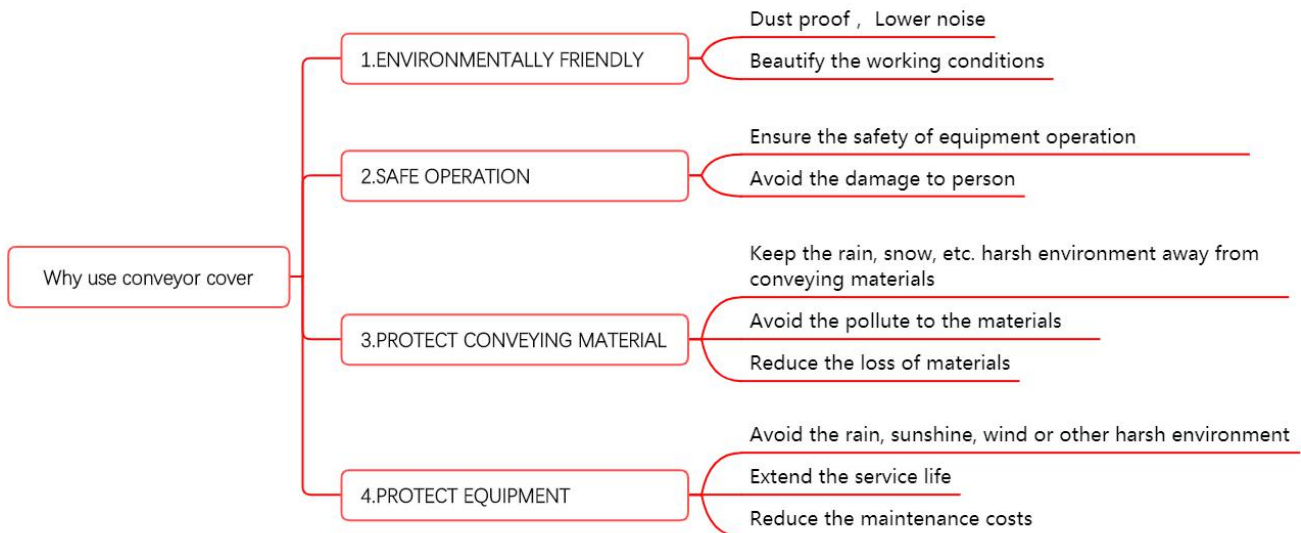 Why use conveyor cover
1.ENVIRONMENTALLY FRIENDLY
Dust proof ,  Lower noise
Beautify the working conditions
2.SAFE OPERATION
Ensure the safety of equipment operation
Avoid the damage to person
3.PROTECT CONVEYING MATERIAL
Keep the rain, snow, etc. harsh environment away from
conveying materials
Avoid the pollute to the materials
Reduce the loss of materials
4.PROTECT EQUIPMENT
Avoid the rain, sunshine, wind or other harsh environment
Extend the service life
Reduce the maintenance costs